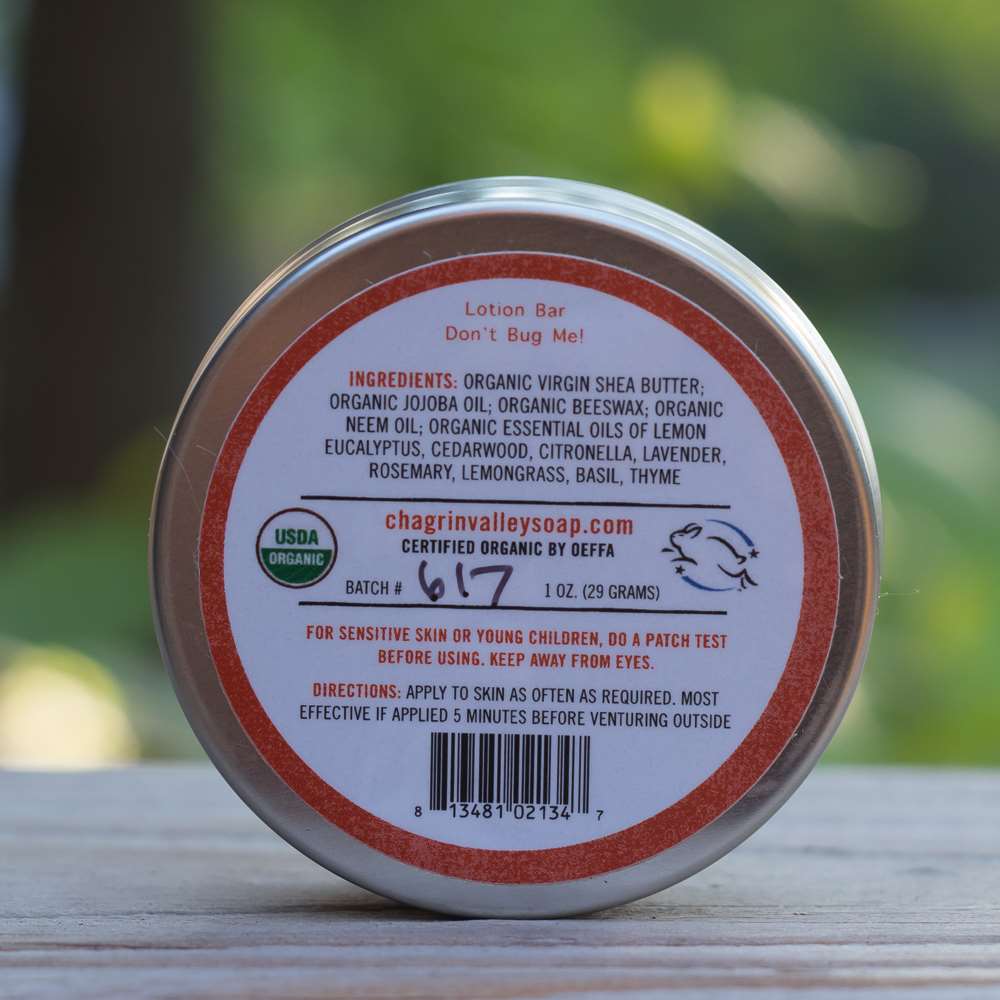 Lotion Bar
Don't Bug Me!
INGREDIENTS: ORGANIC VIRGIN SHEA BUTTER;
ORGANIC JOJOBA OIL; ORGANIC BEESWAX; ORGANIC
NEEM OIL; ORGANIC ESSENTIAL OILS OF LEMON
EUCALYPTUS, CEDARWOOD, CITRONELLA, LAVENDER,
ROSEMARY, LEMONGRASS, BASIL, THYME
USDA
ORGANIC
chagrinvalleysoap.com
CERTIFIED ORGANIC BY OEFFA
BATCH # 617 1 OZ. (29 GRAMS)
FOR SENSITIVE SKIN OR YOUNG CHILDREN, DO A PATCH TEST
BEFORE USING. KEEP AWAY FROM EYES.
DIRECTIONS: APPLY TO SKIN AS OFTEN AS REQUIRED. MOST
EFFECTIVE IF APPLIED 5 MINUTES BEFORE VENTURING OUTSIDE
8 13481 02134 7